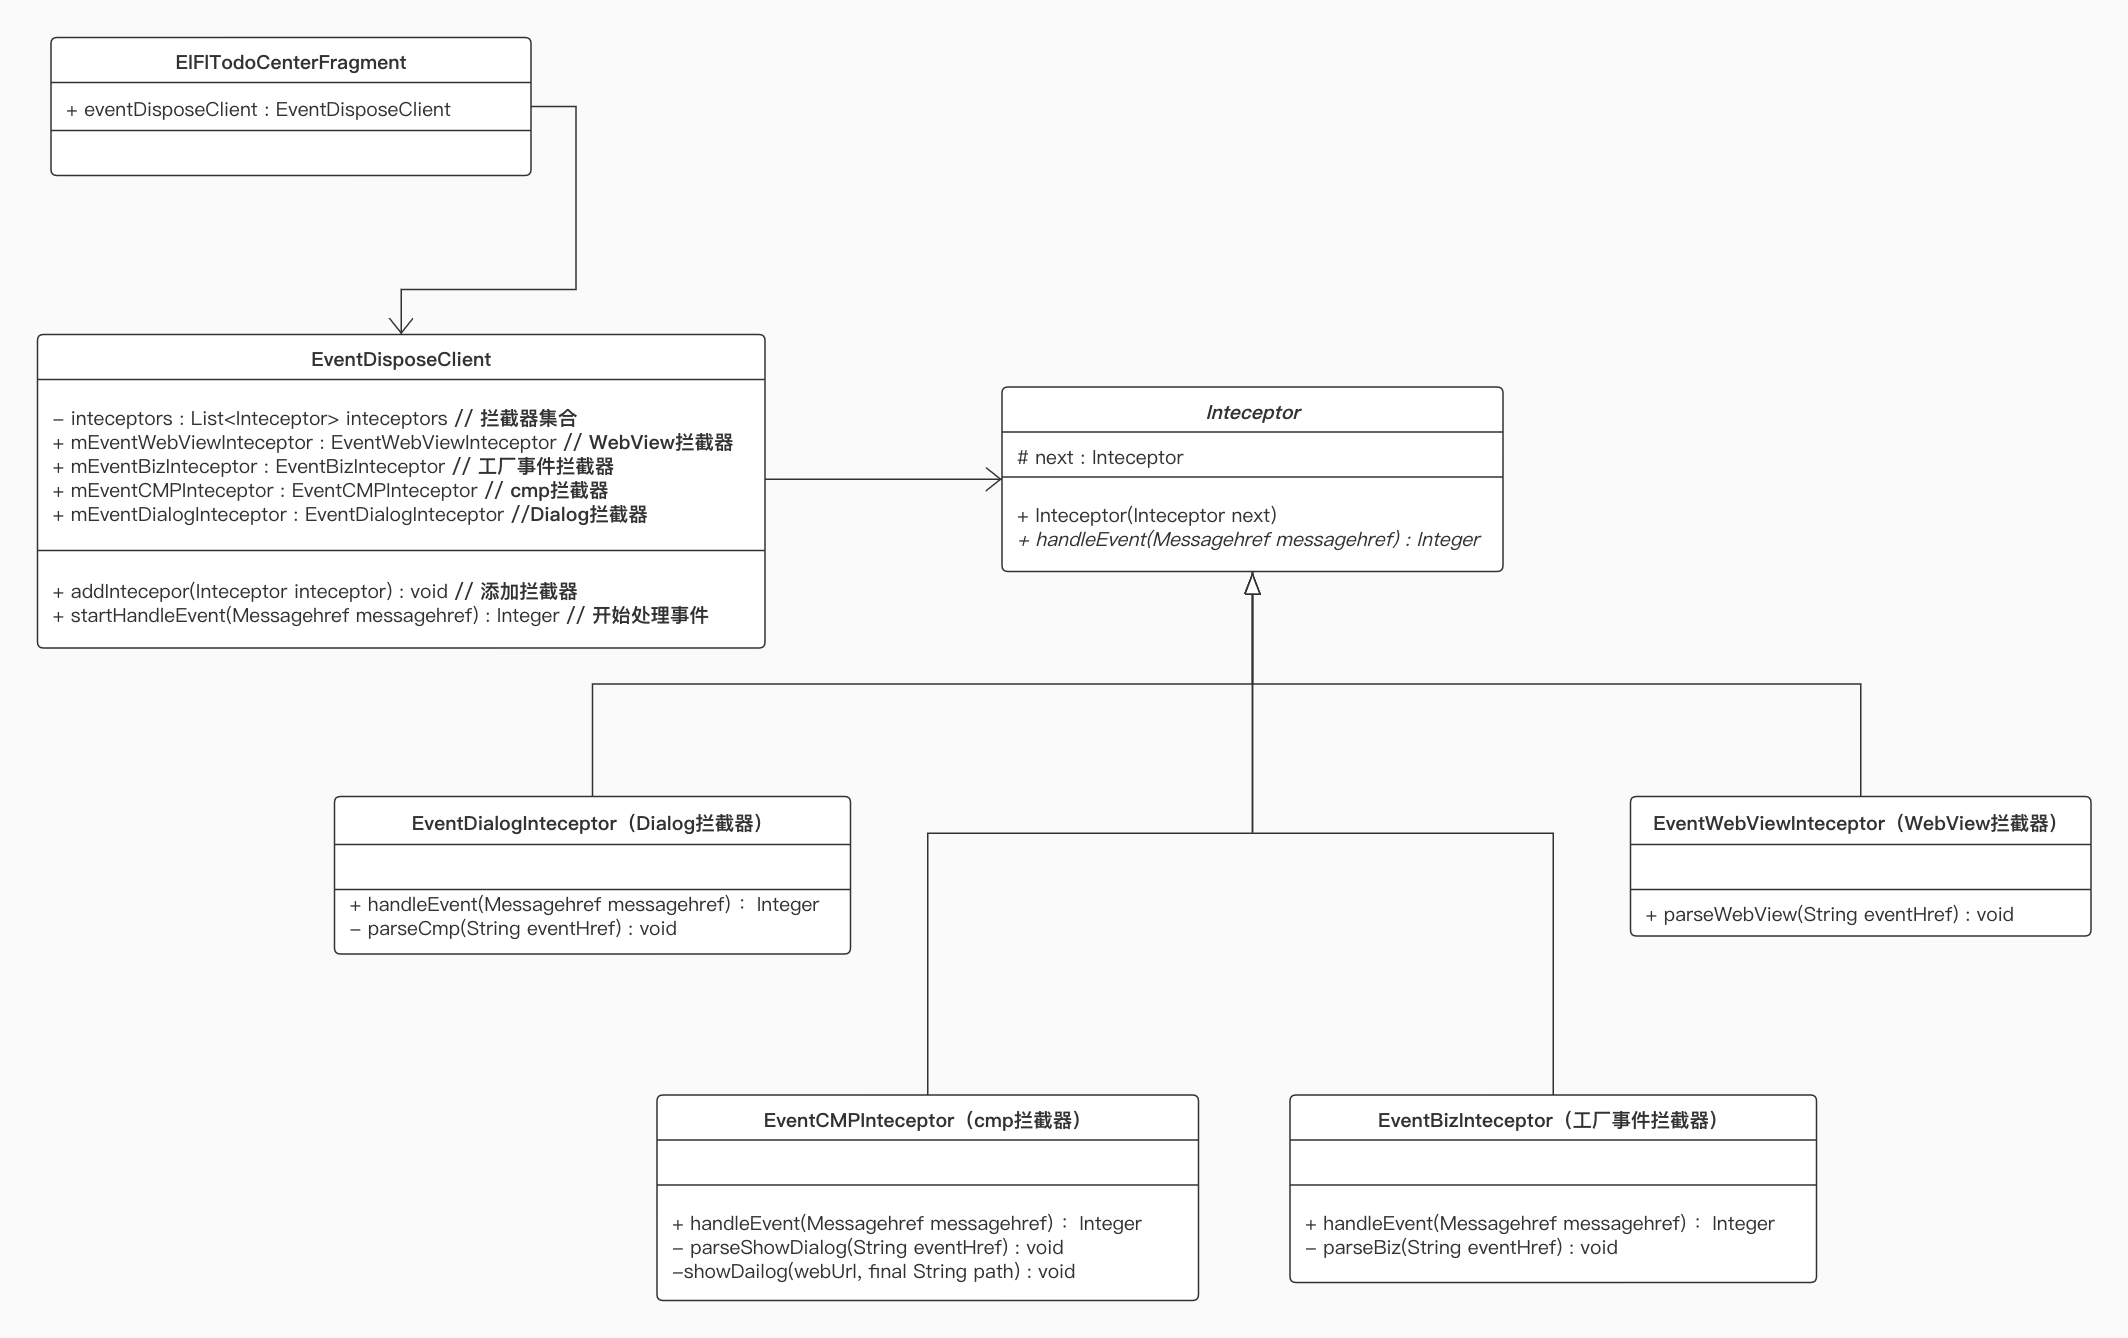 EIFITodoCenterFragment
+ eventDisposeClient : EventDisposeClient
EventDisposeClient
- inteceptors : List<Inteceptor> inteceptors // 拦截器集合
+ mEventWebViewInteceptor : EventWebViewInteceptor // WebView拦截器
+ mEventBizInteceptor : EventBizInteceptor // 工厂事件拦截器
+ mEventCMPInteceptor : EventCMPInteceptor // cmp拦截器
+ mEventDialogInteceptor : EventDialogInteceptor //Dialog拦截器
+ addIntecepor(Inteceptor inteceptor) : void // 添加拦截器
+ startHandleEvent(Messagehref messagehref) : Integer // 开始处理事件
Inteceptor
# next : Inteceptor
+ Inteceptor(Inteceptor next)
+ handleEvent(Messagehref messagehref) : Integer
EventDialogInteceptor（Dialog拦截器）
+ handleEvent(Messagehref messagehref)： Integer
- parseCmp(String eventHref) : void
EventWebViewInteceptor（WebView拦截器）
+ parseWebView(String eventHref) : void
EventCMPInteceptor（cmp拦截器）
+ handleEvent(Messagehref messagehref)： Integer
- parseShowDialog(String eventHref) : void
-showDailog(webUrl, final String path) : void
EventBizInteceptor（工厂事件拦截器）
+ handleEvent(Messagehref messagehref)： Integer
- parseBiz(String eventHref) : void